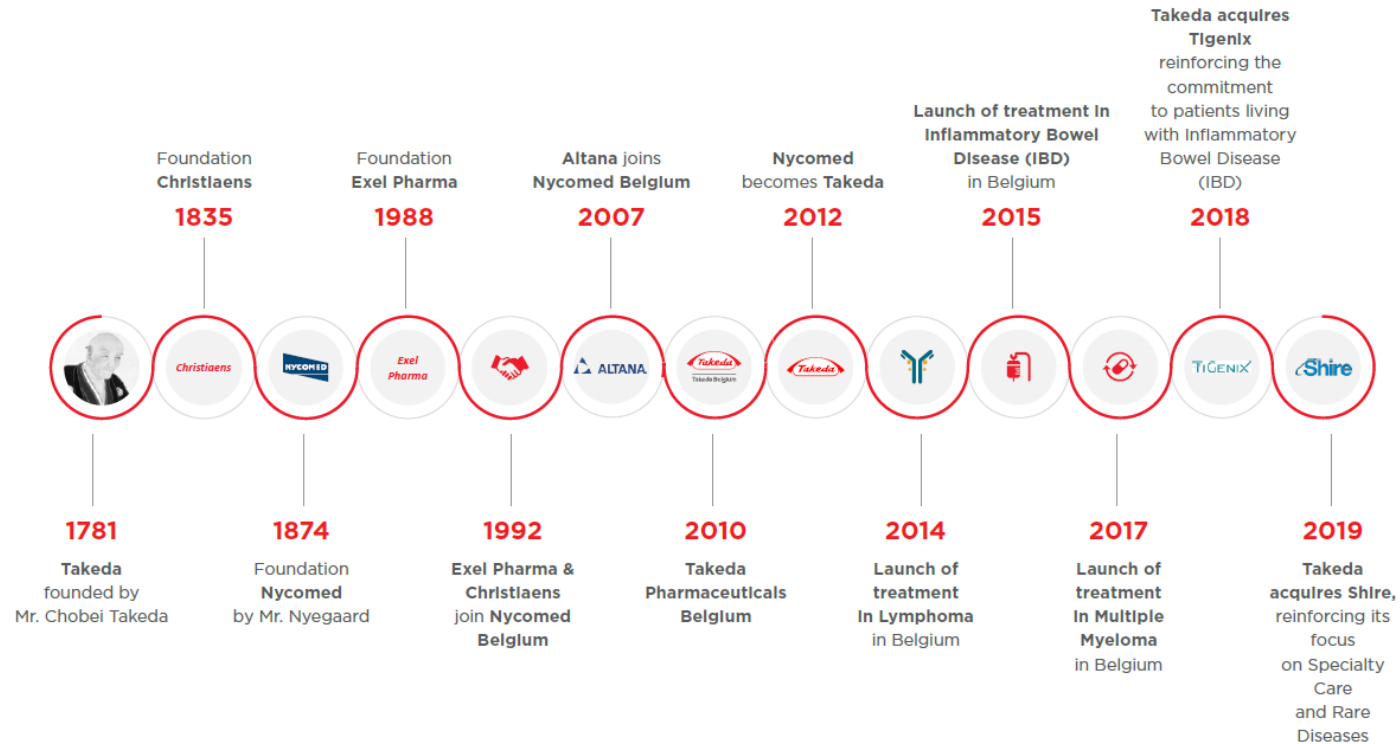 Takeda acquires
Tigenix
reinforcing the
commitment
to patients living
with Inflammatory
Bowel Disease
(IBD)
2018
Launch of treatment in
Inflammatory Bowel
Disease (IBD)
in Belgium
2015
Nycomed
becomes Takeda
2012
Altana joins
Nycomed Belgium
2007
Foundation
Exel Pharma
1988
Foundation
Christiaens
1835
Christiaens
NYCOMED
Exel
Pharma
ALTANA
Takeda
Takeda Belgium
Takeda
TiGenix
Shire
1781
Takeda
founded by
Mr. Chobei Takeda
1874
Foundation
Nycomed
by Mr. Nyegaard
1992
Exel Pharma &
Christiaens
join Nycomed
Belgium
2010
Takeda
Pharmaceuticals
Belgium
2014
Launch of
treatment
in Lymphoma
in Belgium
2017
Launch of
treatment
in Multiple
Myeloma
in Belgium
2019
Takeda
acquires Shire,
reinforcing its
focus
on Specialty
Care
and Rare
Diseases